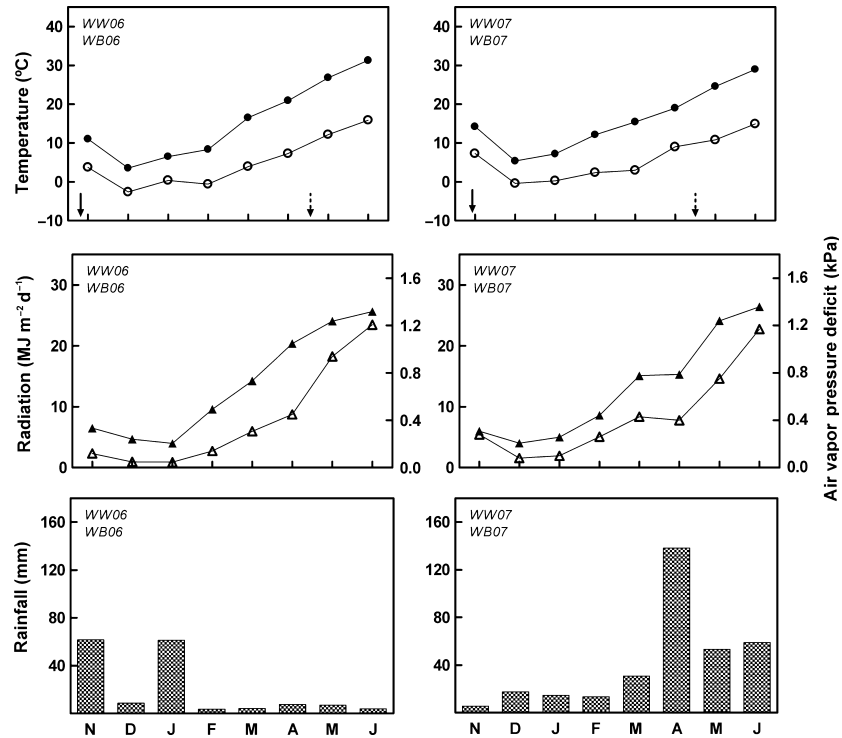 WW06
WB06
WW07
WB07
Temperature (ºC)
40
30
20
10
0
−10
40
30
20
10
0
−10
WW06
WB06
WW07
WB07
Radiation (MJ m⁻² d⁻¹)
30
20
10
0
1.6
1.2
0.8
0.4
0.0
30
20
10
0
1.6
1.2
0.8
0.4
0.0
Air vapor pressure deficit (kPa)
WW06
WB06
WW07
WB07
Rainfall (mm)
160
120
80
40
160
120
80
40
N D J F M A M J
N D J F M A M J